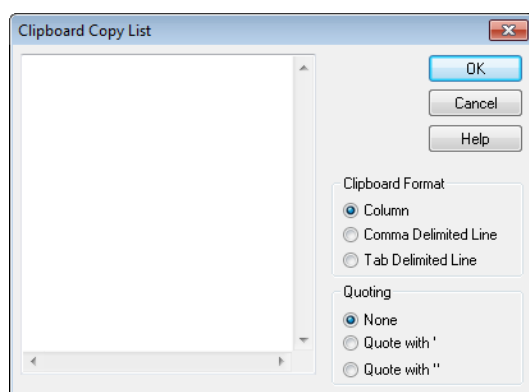 Clipboard Copy List
OK
Cancel
Help
Clipboard Format
Column
Comma Delimited Line
Tab Delimited Line
Quoting
None
Quote with '
Quote with "